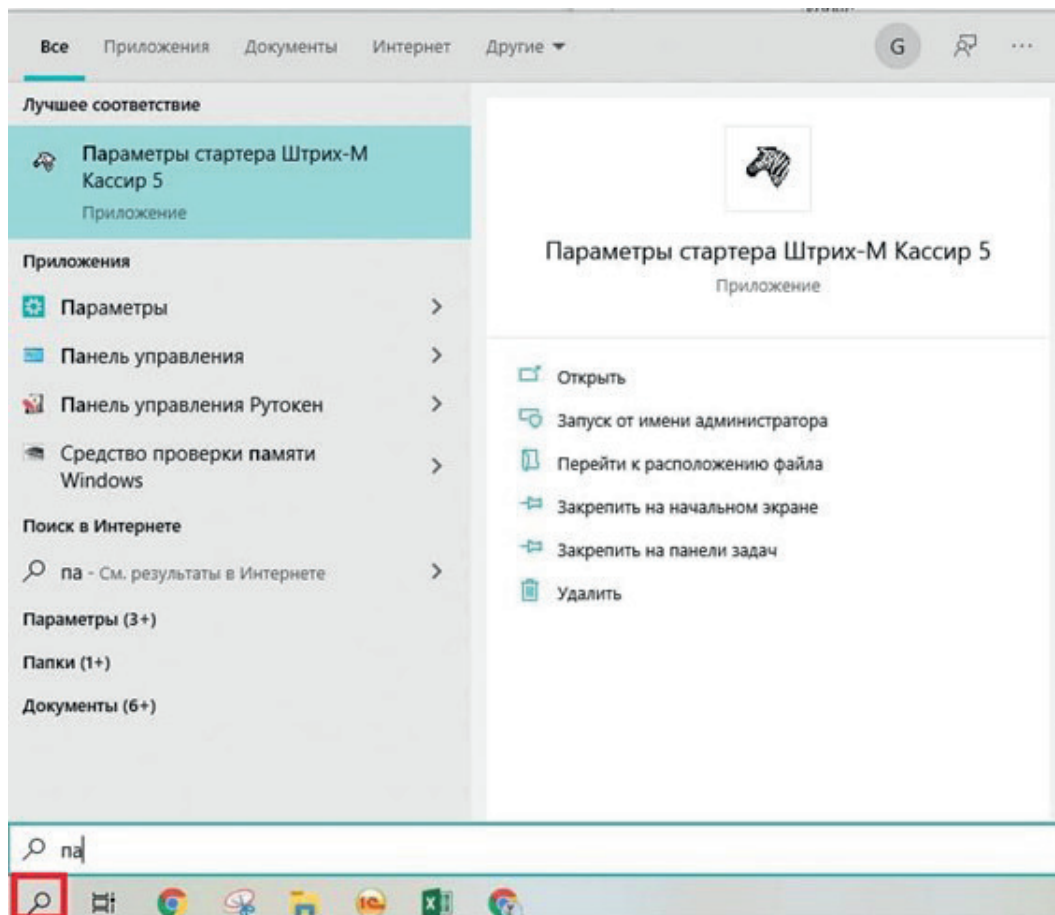 Все Приложения Документы Интернет Другие G
Лучшее соответствие
Параметры стартера Штрих-М
Кассир 5
Приложение
Приложения
Параметры
Панель управления
Панель управления Рутокен
Средство проверки памяти
Windows
Поиск в Интернете
па - См. результаты в Интернете
Параметры (3+)
Папки (1+)
Документы (6+)
Параметры стартера Штрих-М Кассир 5
Приложение
Открыть
Запуск от имени администратора
Перейти к расположению файла
Закрепить на начальном экране
Закрепить на панели задач
Удалить
па
1С